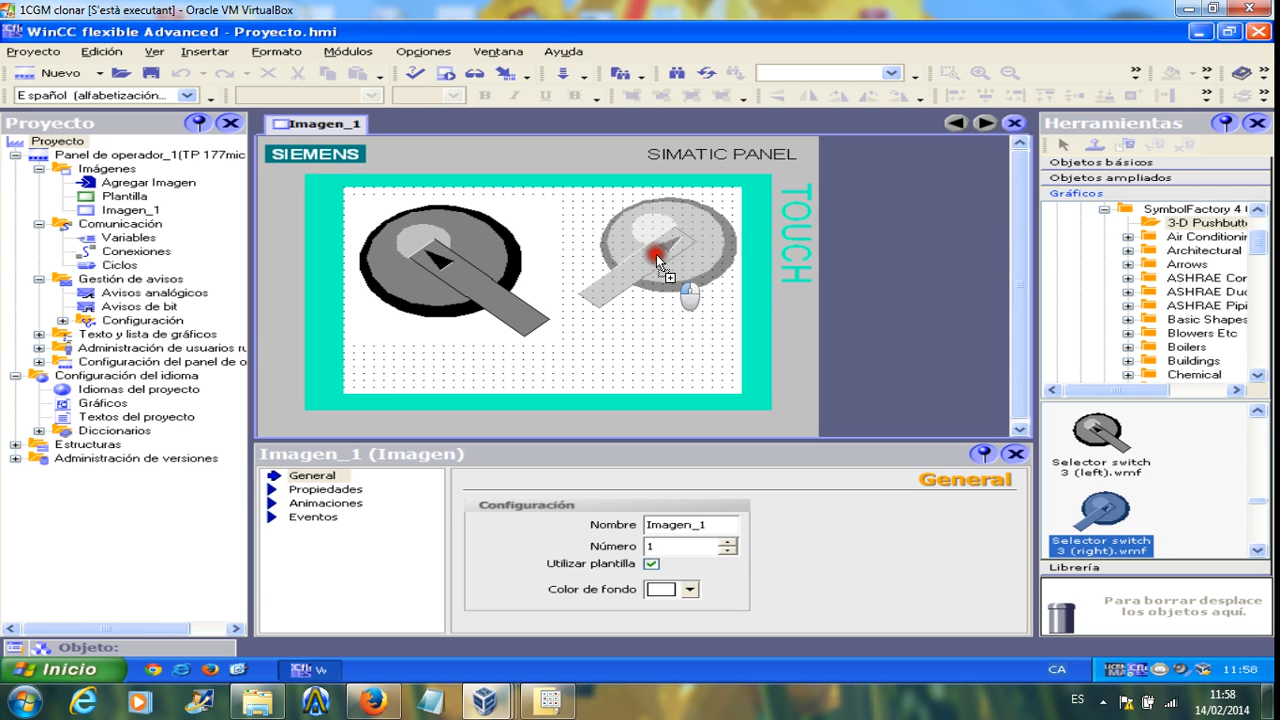 1CGM clonar [S'està executant] - Oracle VM VirtualBox
WinCC flexible Advanced - Proyecto.hmi
Proyecto Edición Ver Insertar Formato Módulos Opciones Ventana Ayuda
Nuevo
Español (alfabetización...
Proyecto
Proyecto
Panel de operador_1(TP 177mic
Imágenes
Agregar Imagen
Plantilla
Imagen_1
Comunicación
Variables
Conexiones
Ciclos
Gestión de avisos
Avisos analógicos
Avisos de bit
Configuración
Texto y lista de gráficos
Administración de usuarios ru
Configuración del panel de o
Configuración del idioma
Idiomas del proyecto
Gráficos
Textos del proyecto
Diccionarios
Estructuras
Administración de versiones
Imagen_1
SIEMENS
SIMATIC PANEL
TOUCH
Imagen_1 (Imagen)
General
Propiedades
Animaciones
Eventos
General
Configuración
Nombre Imagen_1
Número 1
Utilizar plantilla
Color de fondo
Herramientas
Objetos básicos
Objetos ampliados
Gráficos
SymbolFactory 4
3-D Pushbutt
Air Conditionin
Architectural
Arrows
ASHRAE Con
ASHRAE Duc
ASHRAE Pipi
Basic Shapes
Blowers Etc
Boilers
Buildings
Chemical
Selector switch
3 (left).wmf
Selector switch
3 (right).wmf
Librería
Para borrar desplace
los objetos aquí.
Objeto:
Inicio
CA
11:58
ES
11:58
14/02/2014